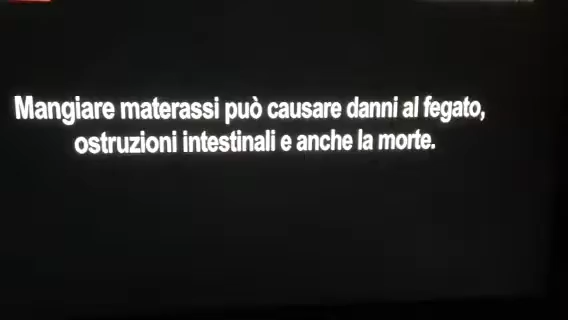 Mangiare materassi può causare danni al fegato,
ostruzioni intestinali e anche la morte.